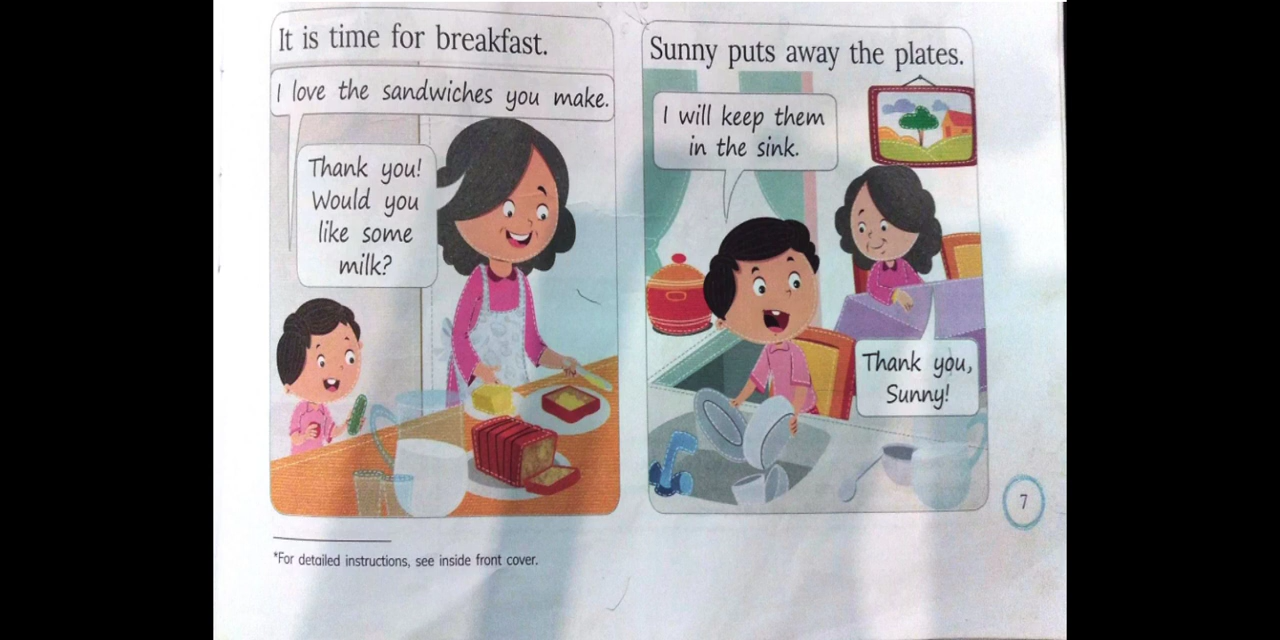 It is time for breakfast.
I love the sandwiches you make.
Thank you!
Would you
like some
milk?
Sunny puts away the plates.
I will keep them
in the sink.
Thank you,
Sunny!
7
*For detailed instructions, see inside front cover.